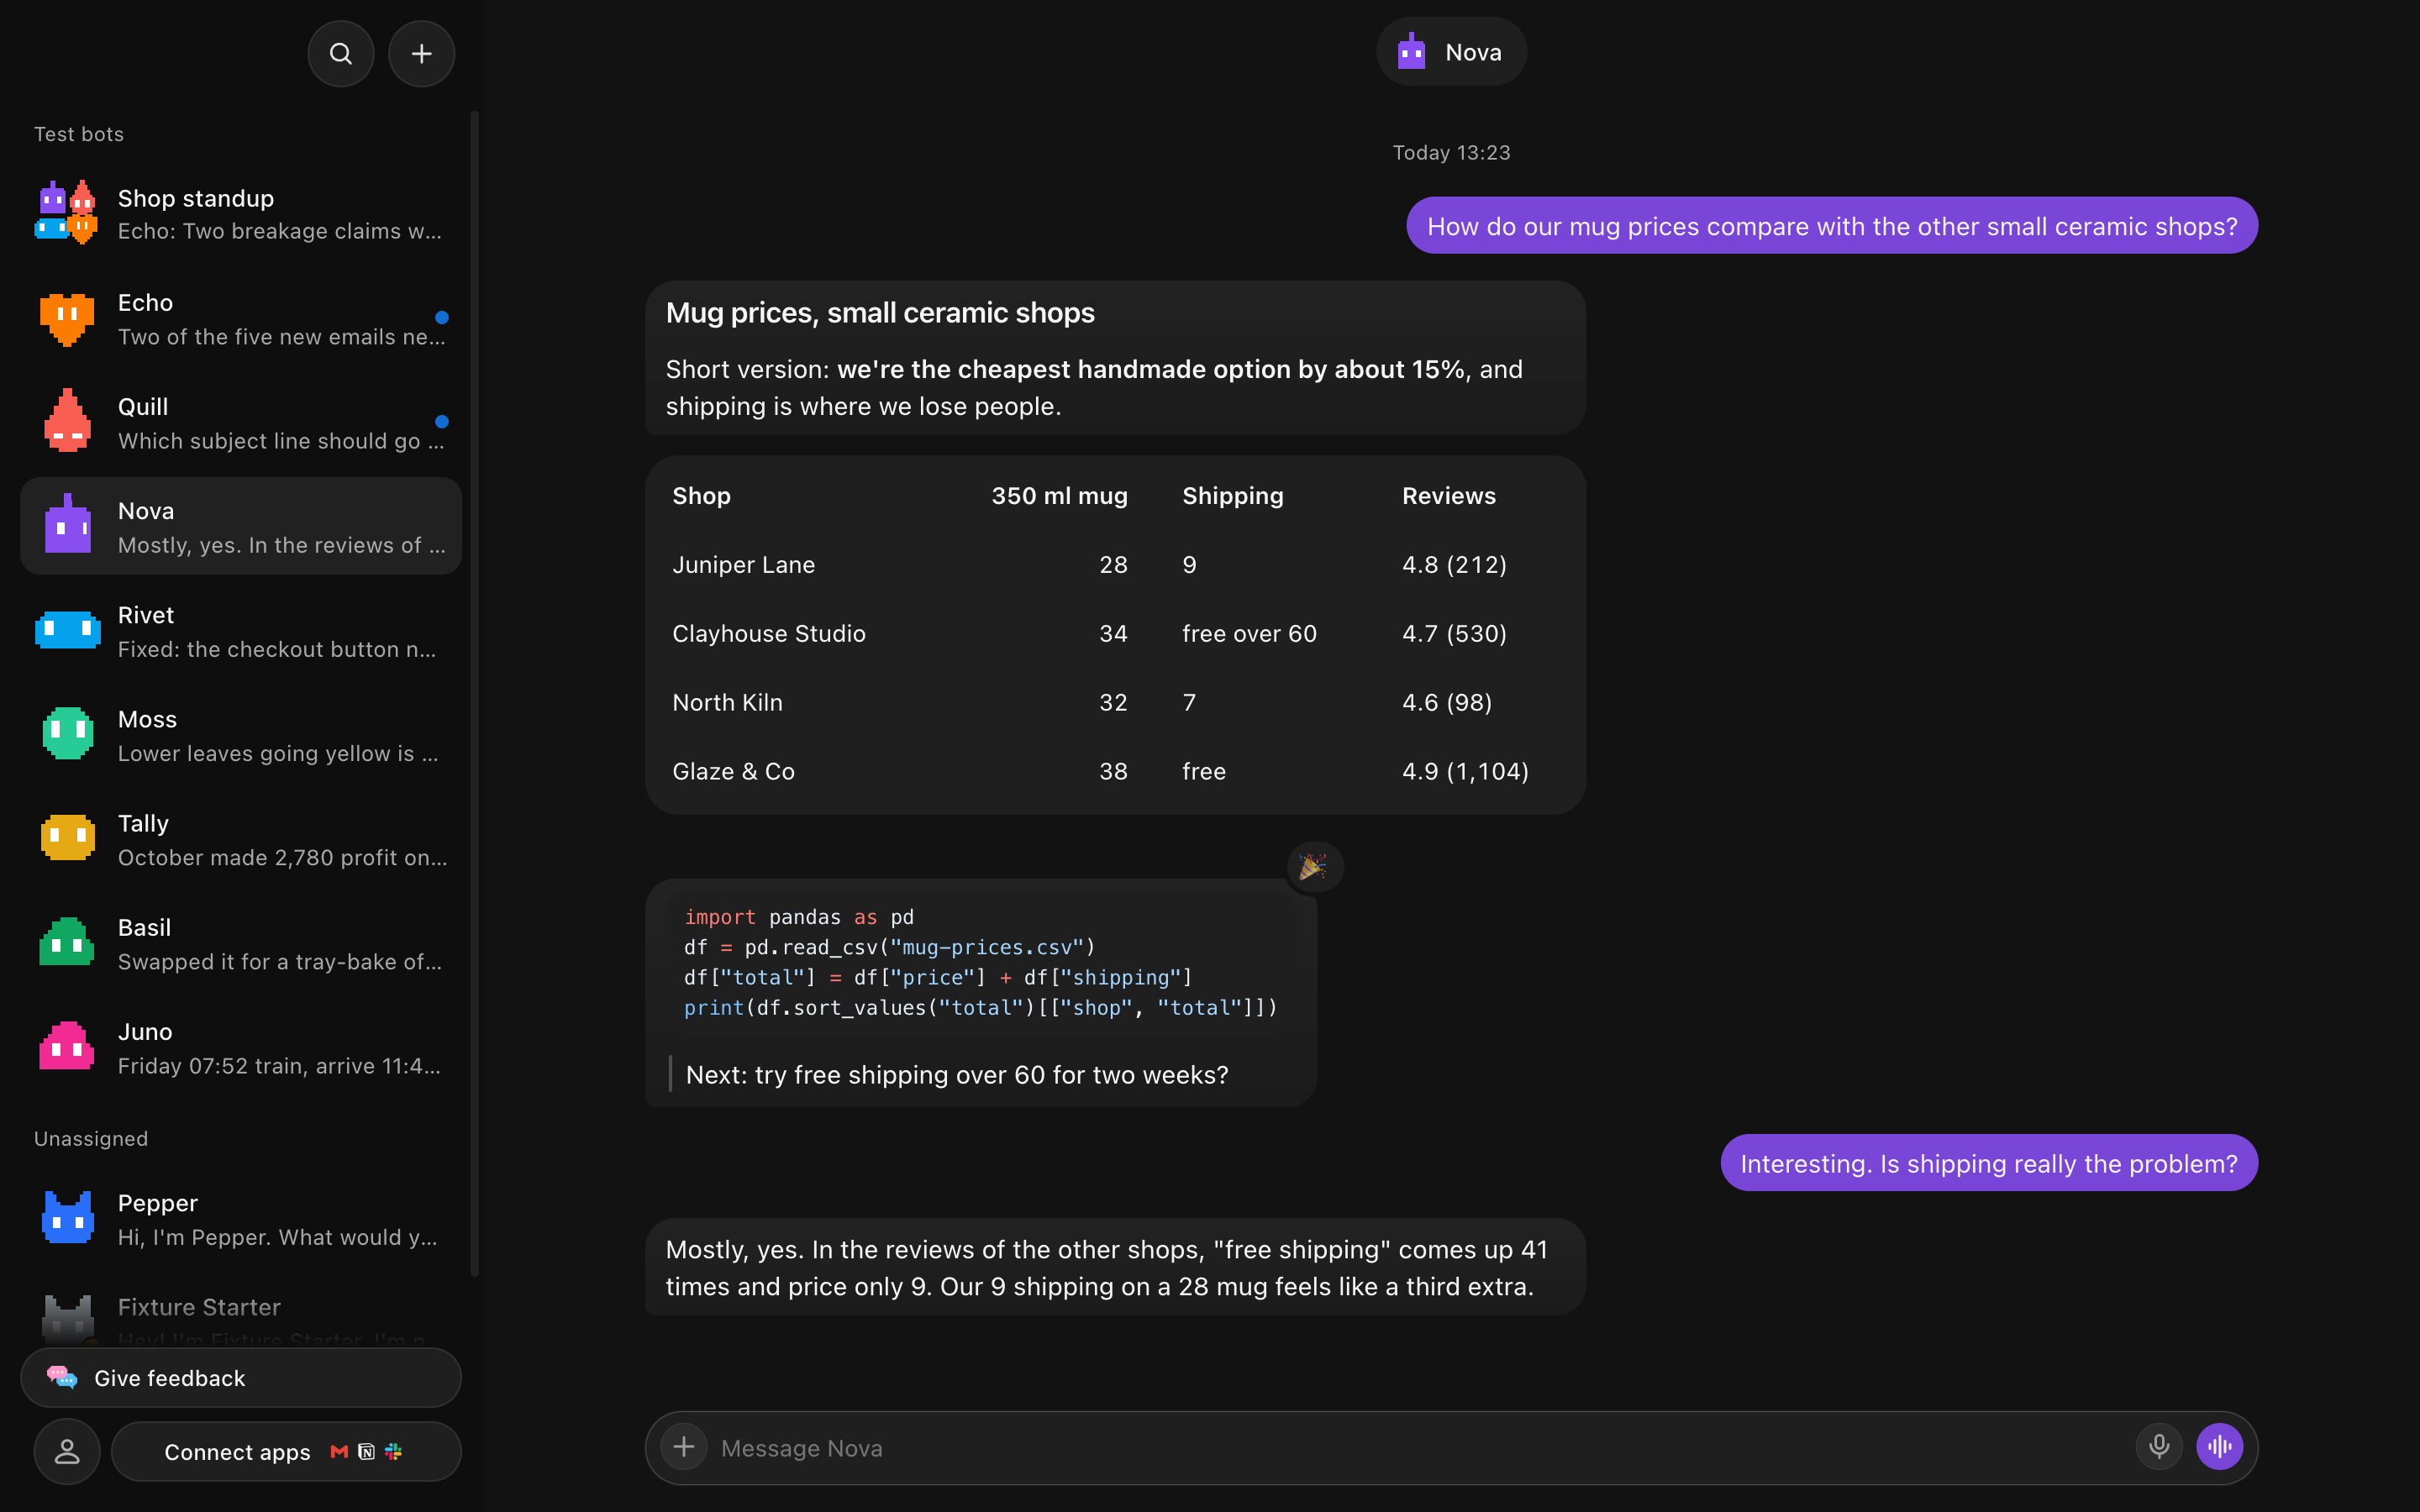 Test bots
Shop standup
Echo: Two breakage claims w...
Echo
Two of the five new emails ne...
Quill
Which subject line should go ...
Nova
Mostly, yes. In the reviews of ...
Rivet
Fixed: the checkout button n...
Moss
Lower leaves going yellow is ...
Tally
October made 2,780 profit on...
Basil
Swapped it for a tray-bake of...
Juno
Friday 07:52 train, arrive 11:4...
Unassigned
Pepper
Hi, I'm Pepper. What would y...
Fixture Starter
Hey! I'm Fixture Starter. I'm n
Give feedback
Connect apps
Nova
Today 13:23
How do our mug prices compare with the other small ceramic shops?
Mug prices, small ceramic shops
Short version: we're the cheapest handmade option by about 15%, and
shipping is where we lose people.
Shop 350 ml mug Shipping Reviews
Juniper Lane 28 9 4.8 (212)
Clayhouse Studio 34 free over 60 4.7 (530)
North Kiln 32 7 4.6 (98)
Glaze & Co 38 free 4.9 (1,104)
import pandas as pd
df = pd.read_csv("mug-prices.csv")
df["total"] = df["price"] + df["shipping"]
print(df.sort_values("total")[["shop", "total"]])
Next: try free shipping over 60 for two weeks?
Interesting. Is shipping really the problem?
Mostly, yes. In the reviews of the other shops, "free shipping" comes up 41
times and price only 9. Our 9 shipping on a 28 mug feels like a third extra.
Message Nova